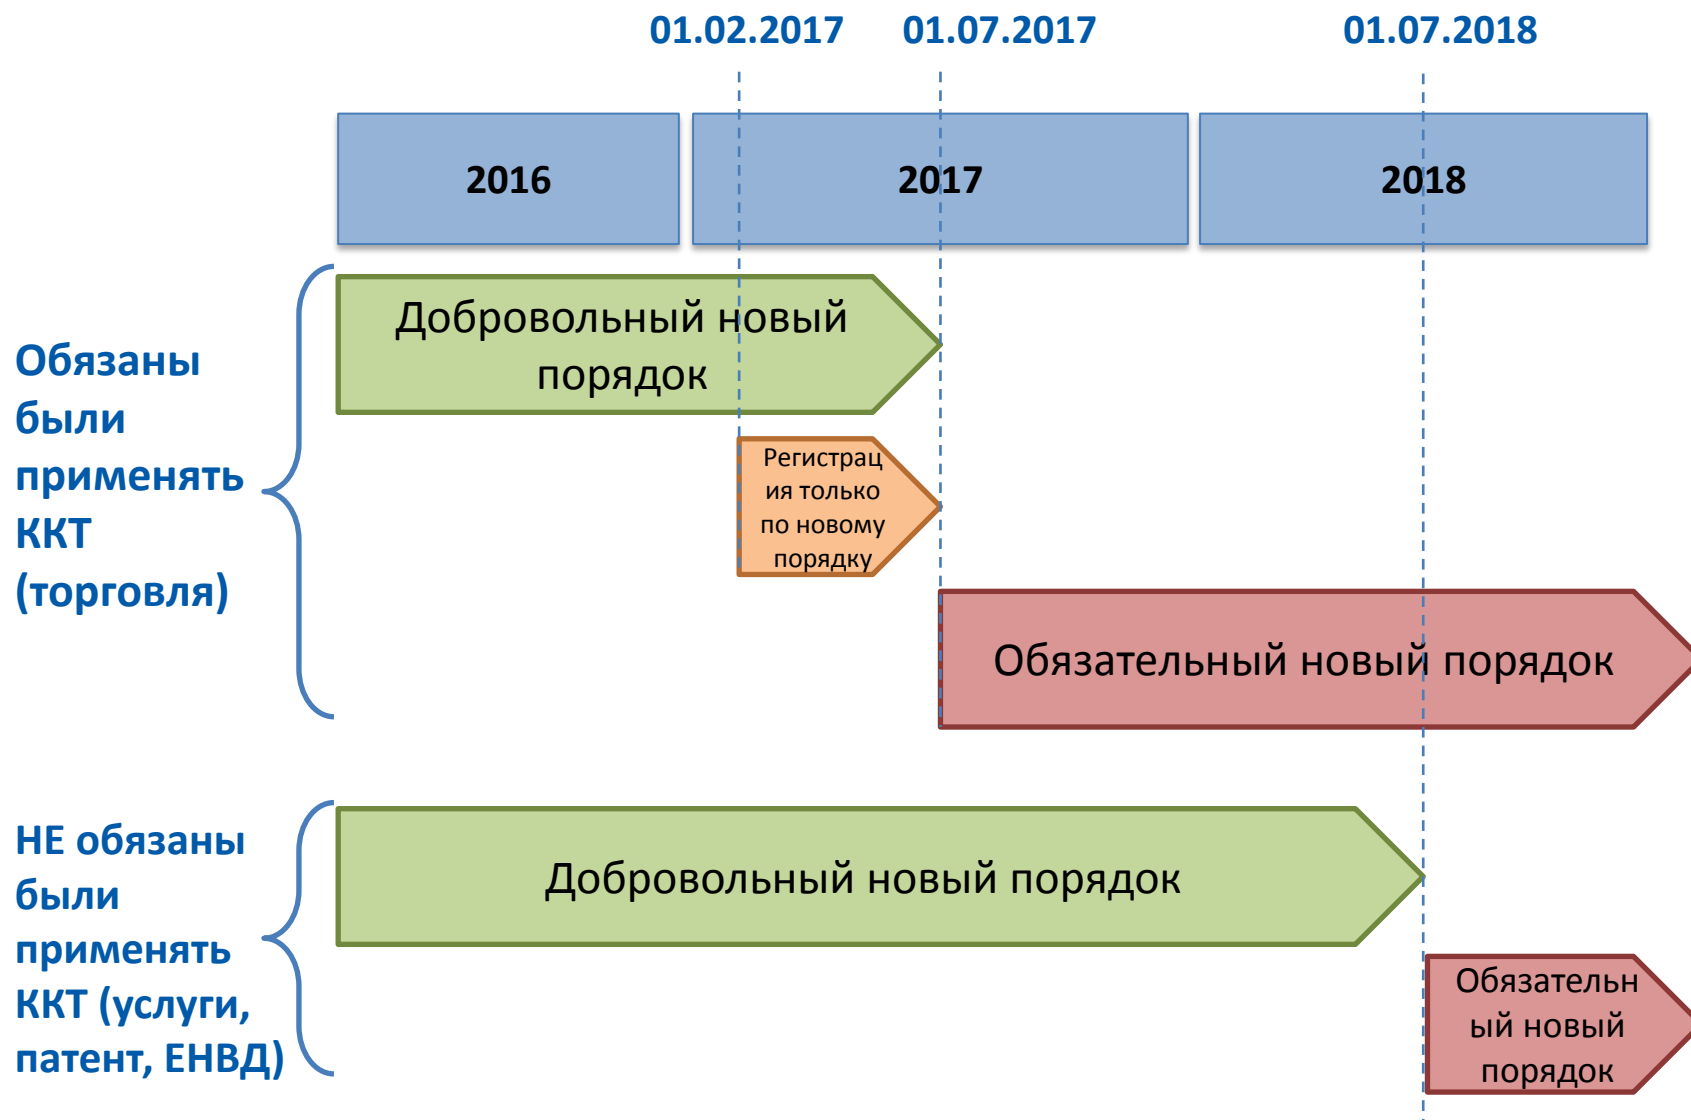 01.02.2017
01.07.2017
01.07.2018
2016
2017
2018
Обязаны
были
применять
ККТ
(торговля)
Добровольный новый
порядок
Регистрац
ия только
по новому
порядку
Обязательный новый порядок
НЕ обязаны
были
применять
ККТ (услуги,
патент, ЕНВД)
Добровольный новый порядок
Обязательн
ый новый
порядок